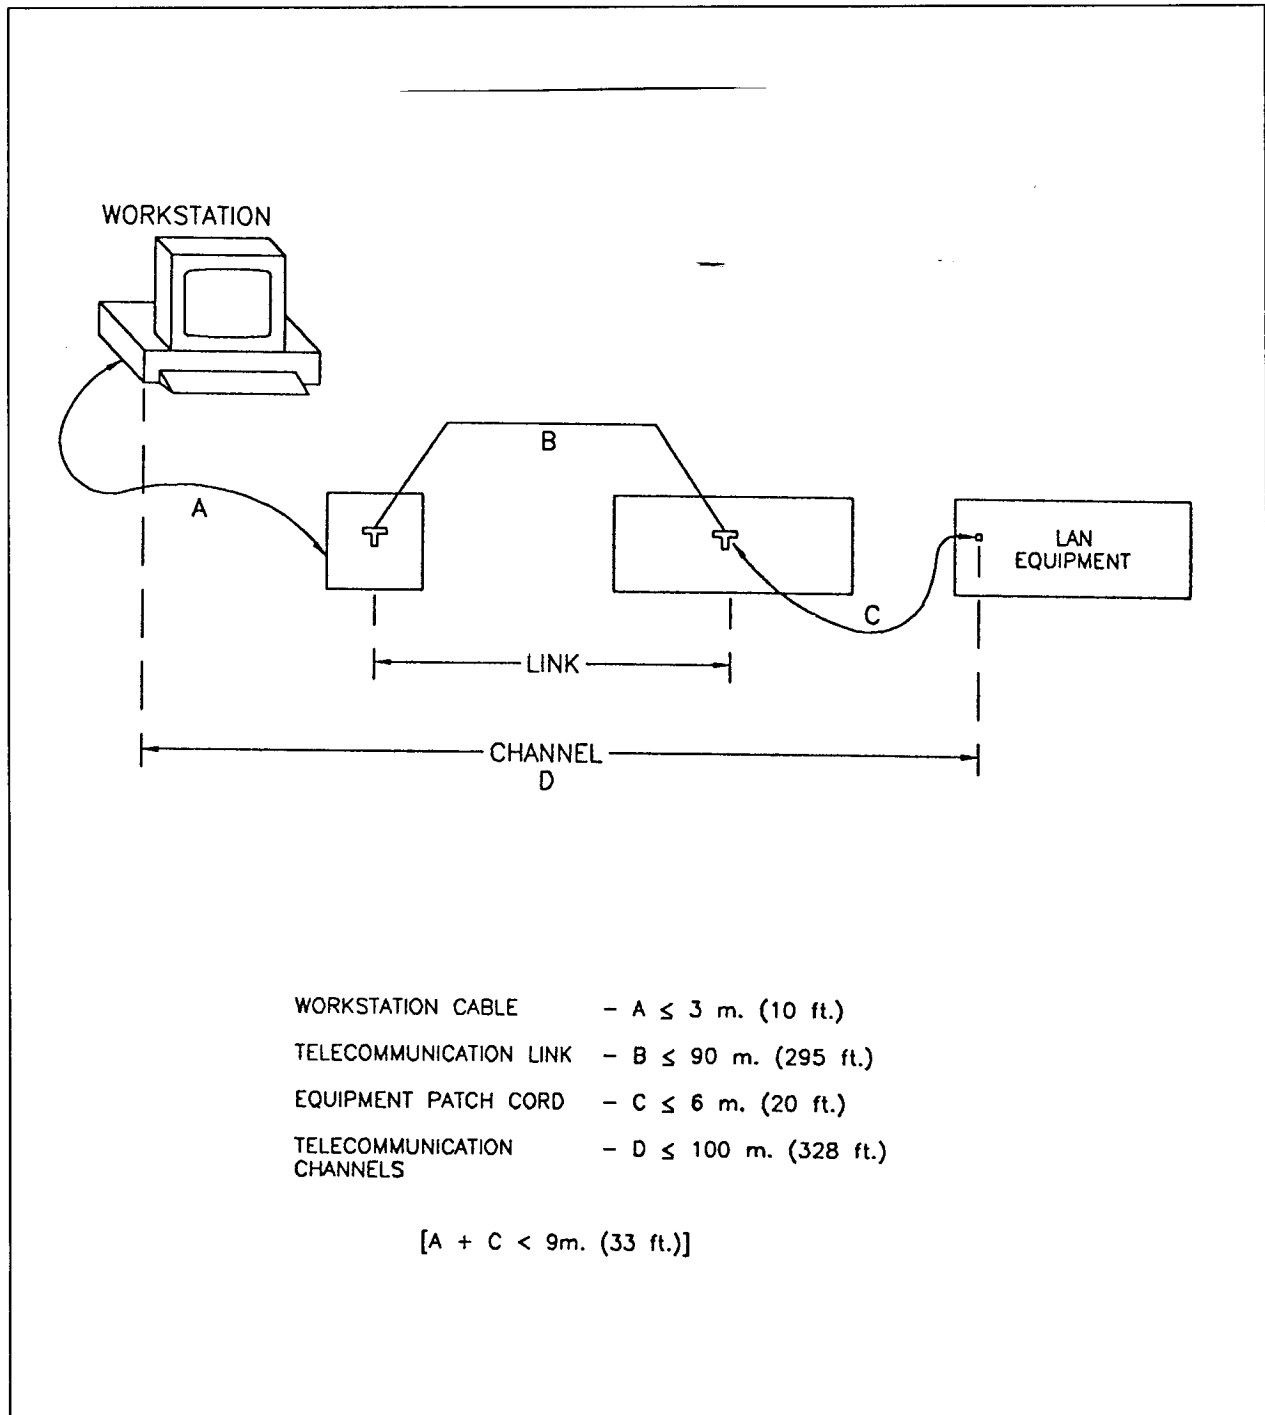 WORKSTATION
B
A
LAN
EQUIPMENT
C
LINK
CHANNEL
D
WORKSTATION CABLE – A ≤ 3 m. (10 ft.)
TELECOMMUNICATION LINK – B ≤ 90 m. (295 ft.)
EQUIPMENT PATCH CORD – C ≤ 6 m. (20 ft.)
TELECOMMUNICATION – D ≤ 100 m. (328 ft.)
CHANNELS
[A + C < 9m. (33 ft.)]